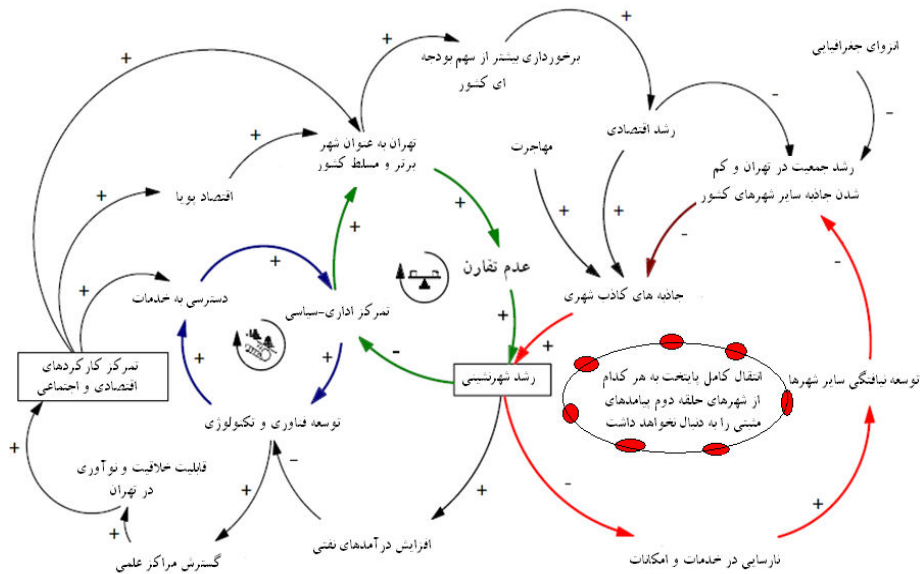 برخورداری بیشتر از سهم بودجه
ای کشور
انزوای جغرافیایی
رشد اقتصادی
مهاجرت
تهران به عنوان شهر
برتر و مسلط کشور
رشد جمعیت در تهران و کم
شدن جاذبه سایر شهرهای کشور
اقتصاد پویا
عدم تقارن
دسترسی به خدمات
تمرکز اداری-سیاسی
جاذبه های کاذب شهری
تمرکز کارکردهای
اقتصادی و اجتماعی
رشد شهرنشینی
انتقال کامل پایتخت به هر کدام
از شهرهای حلقه دوم پیامدهای
مثبتی را به دنبال نخواهد داشت
توسعه نیافتگی سایر شهرها
توسعه فناوری و تکنولوژی
قابلیت خلاقیت و نوآوری
در تهران
افزایش درآمدهای نفتی
گسترش مراکز علمی
نارسایی در خدمات و امکانات